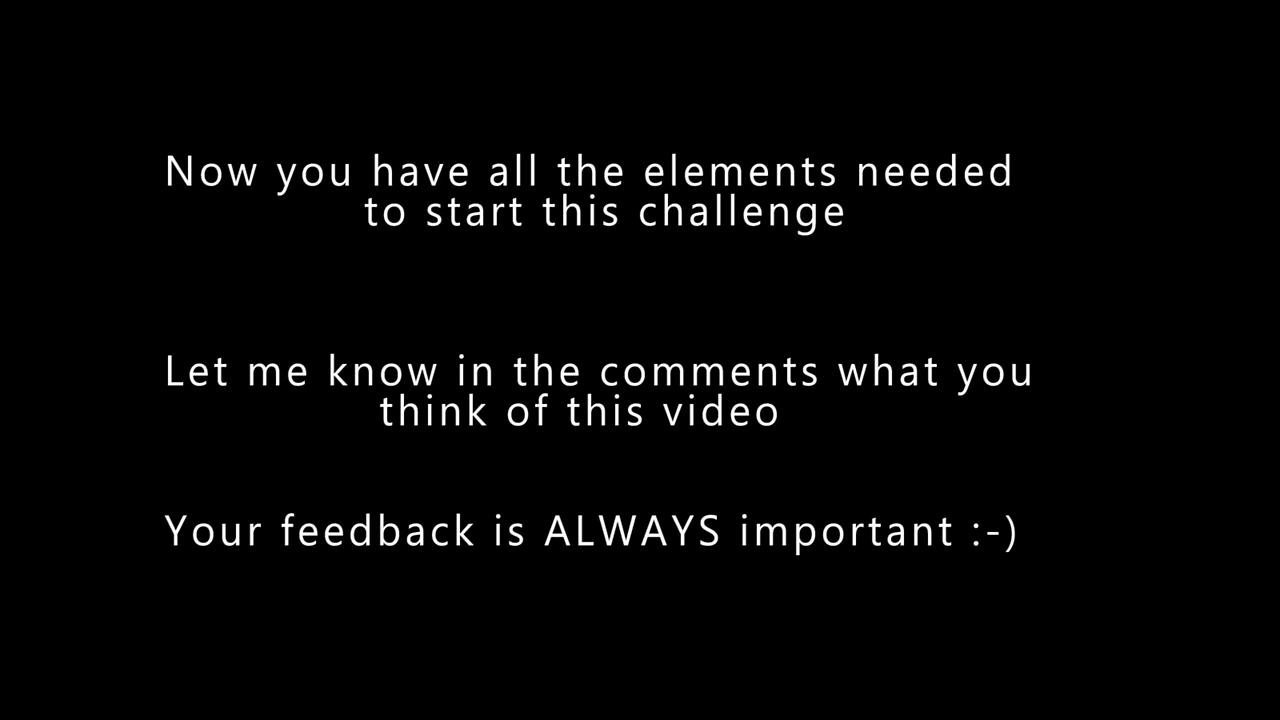 Now you have all the elements needed
to start this challenge
Let me know in the comments what you
think of this video
Your feedback is ALWAYS important :-)